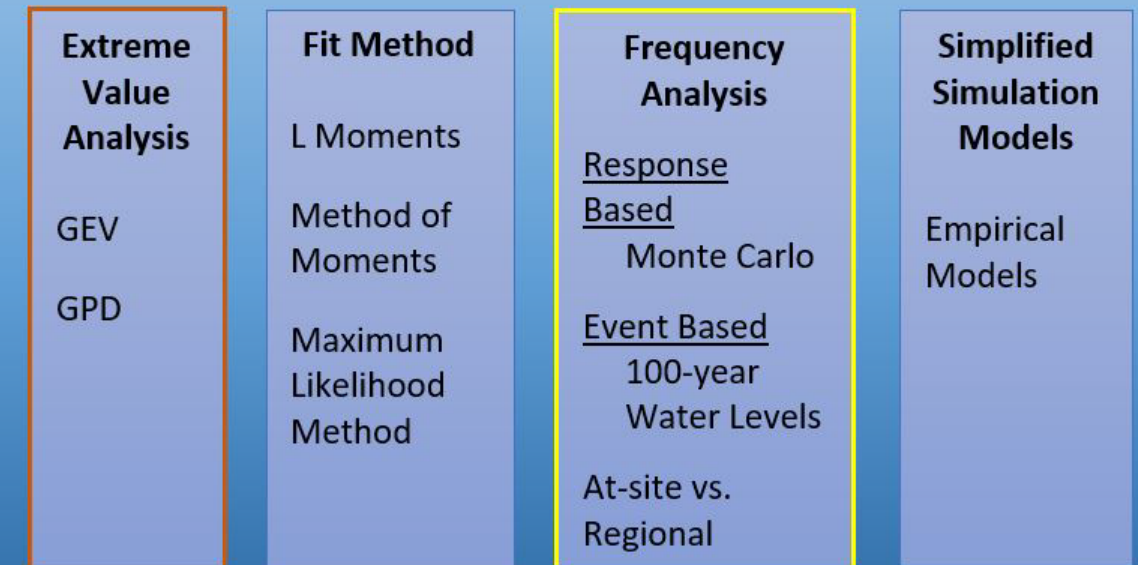 Extreme
Value
Analysis
GEV
GPD
Fit Method
L Moments
Method of
Moments
Maximum
Likelihood
Method
Frequency
Analysis
Response
Based
Monte Carlo
Event Based
100-year
Water Levels
At-site vs.
Regional
Simplified
Simulation
Models
Empirical
Models